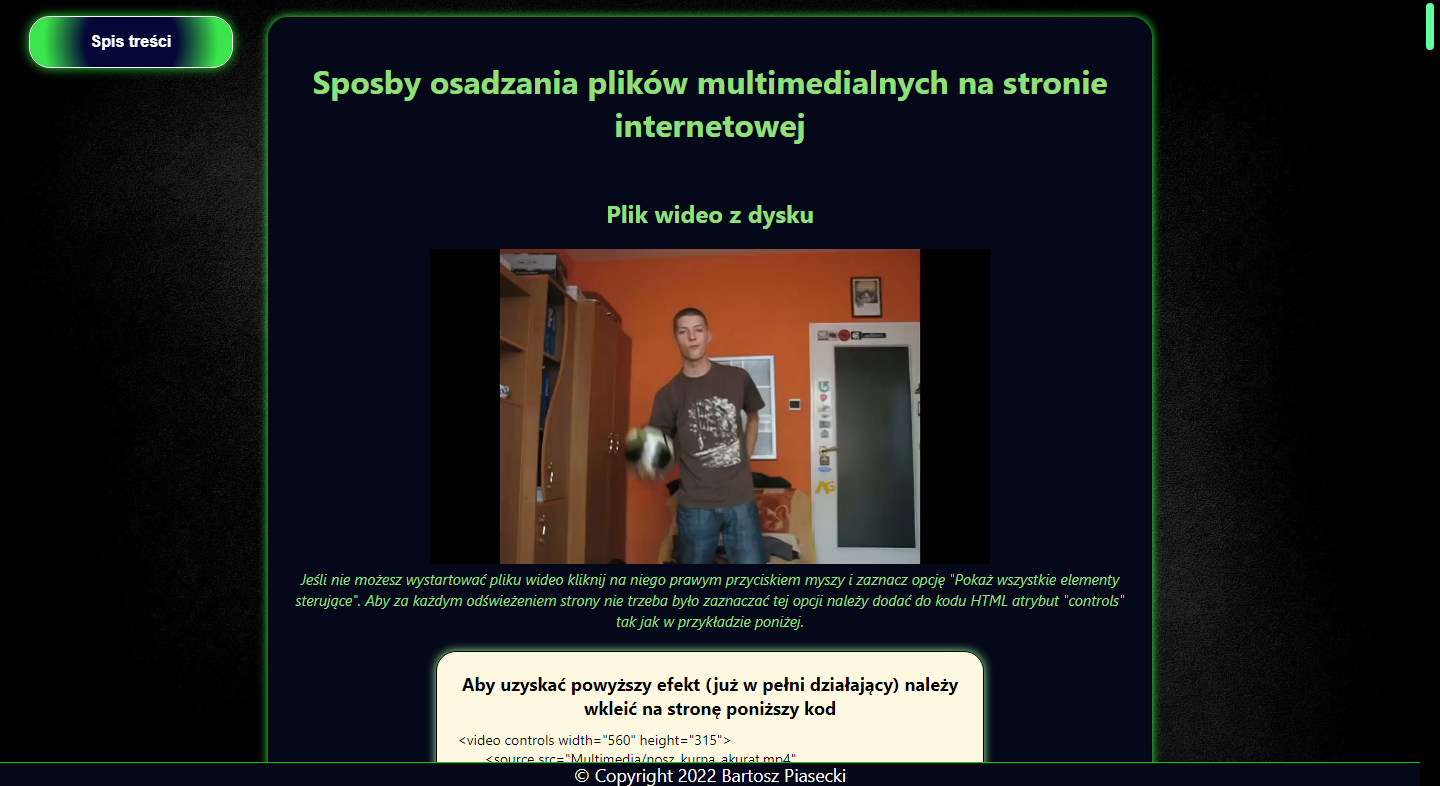 Spis treści
Sposby osadzania plików multimedialnych na stronie
internetowej
Plik wideo z dysku
Jeśli nie możesz wystartować pliku wideo kliknij na niego prawym przyciskiem myszy i zaznacz opcję "Pokaż wszystkie elementy
sterujące". Aby za każdym odświeżeniem strony nie trzeba było zaznaczać tej opcji należy dodać do kodu HTML atrybut "controls"
tak jak w przykładzie poniżej.
Aby uzyskać powyższy efekt (już w pełni działający) należy
wkleić na stronę poniższy kod
<video controls width="560" height="315">
<source src="Multimedia/nosz_kurna_akurat.mp4"
© Copyright 2022 Bartosz Piasecki